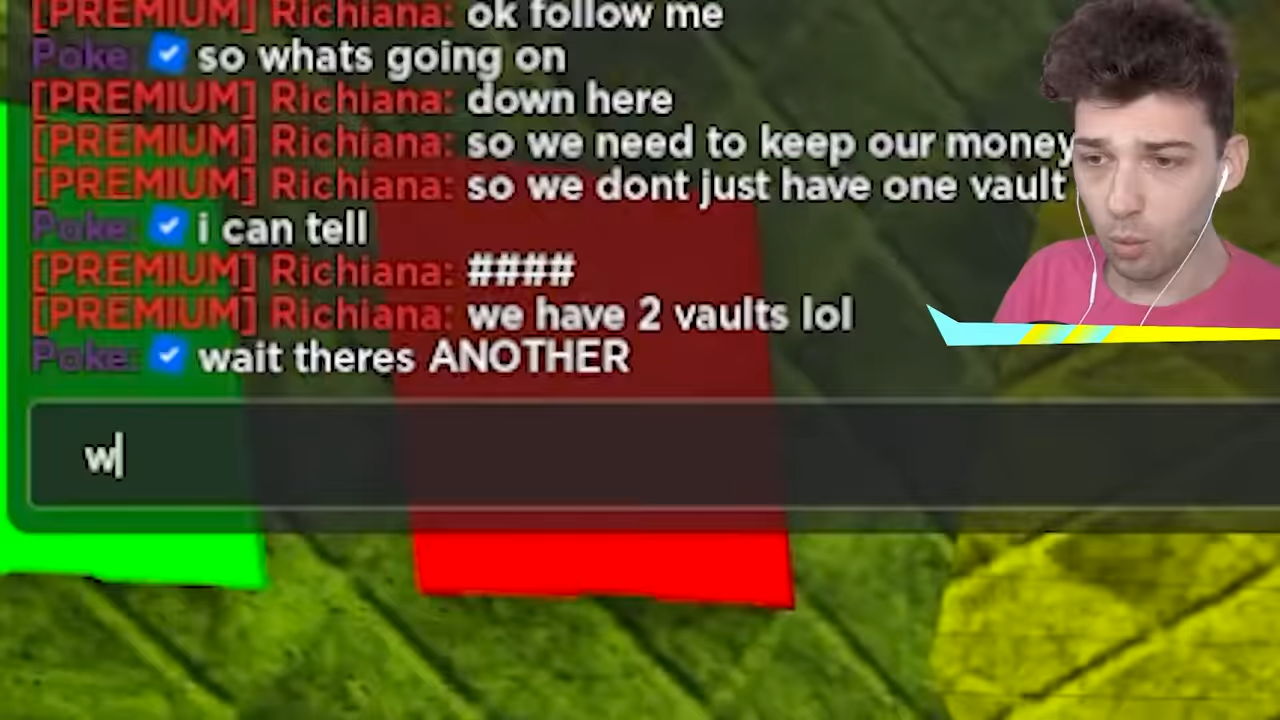 [PREMIUM] Richiana: ok follow me
Poke: so whats going on
[PREMIUM] Richiana: down here
[PREMIUM] Richiana: so we need to keep our money
[PREMIUM] Richiana: so we dont just have one vault
Poke: i can tell
[PREMIUM] Richiana: ####
[PREMIUM] Richiana: we have 2 vaults lol
Poke: wait theres ANOTHER
w